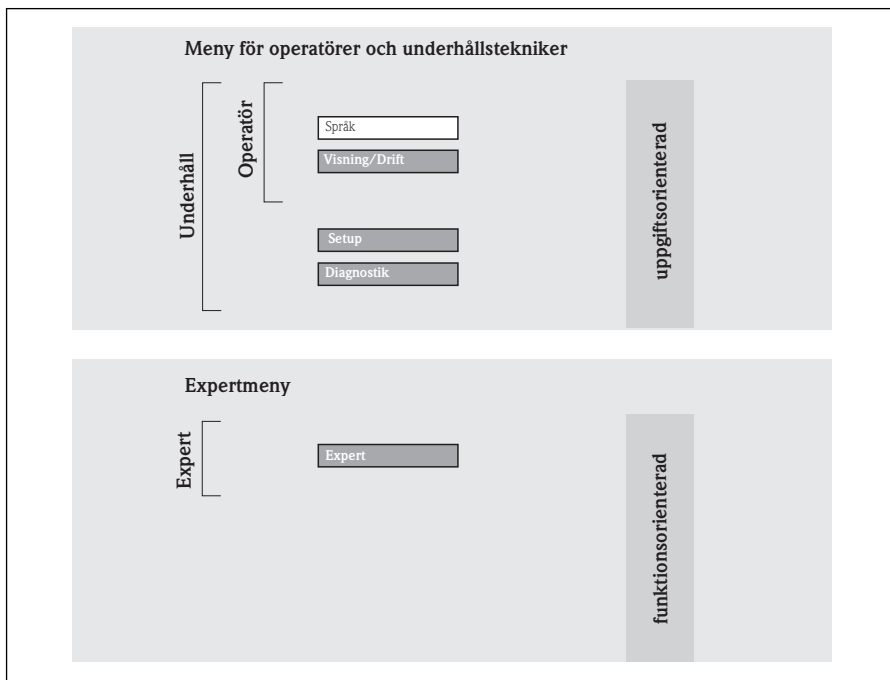 Meny för operatörer och underhållstekniker
Underhåll
Operatör
Språk
Visning/Drift
Setup
Diagnostik
uppgiftsorienterad
Expertmeny
Expert
Expert
funktionsorienterad